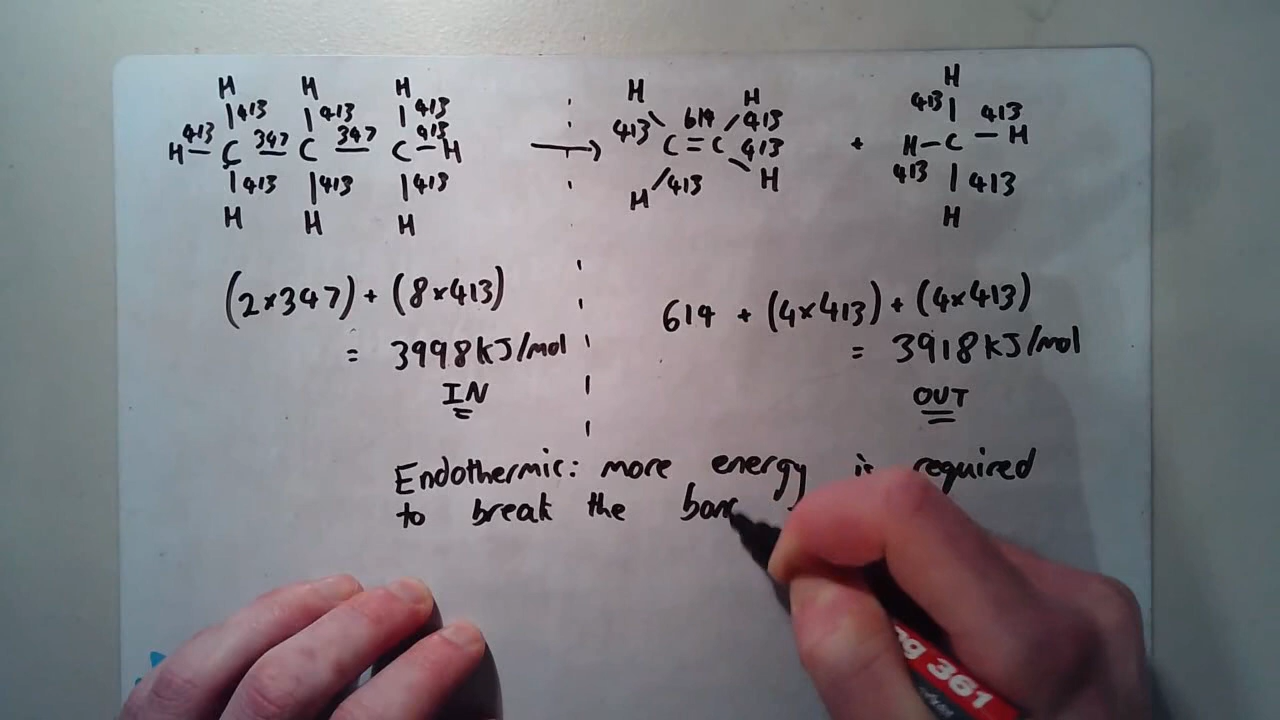 H H H H H H
413 413 413 614 413 413 413
413 347 347 413 413
H C C C H → C = C 413 + H C H
413 413 413 413 H 413 413
H H H H H
(2×347) + (8×413) 614 + (4×413) + (4×413)
= 3998 KJ/mol = 3918 KJ/mol
IN OUT
Endothermic: more energy is required
to break the bon
g 361